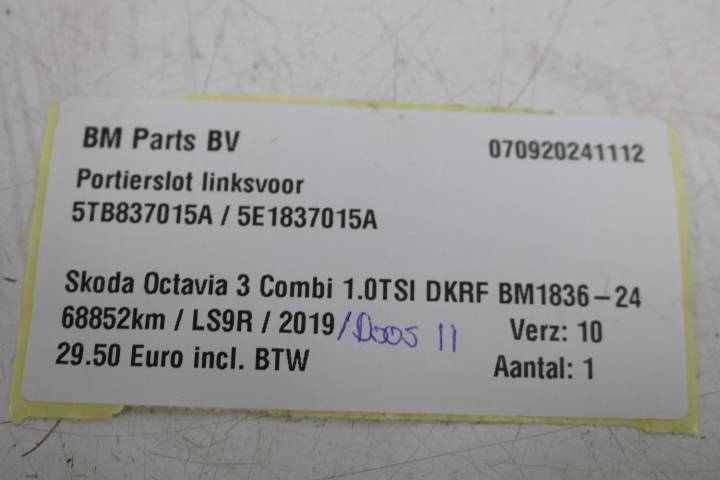 BM Parts BV 070920241112
Portierslot linksvoor
5TB837015A / 5E1837015A
Skoda Octavia 3 Combi 1.0TSI DKRF BM1836-24
68852km / LS9R / 2019 /Doos 11 Verz: 10
29.50 Euro incl. BTW Aantal: 1